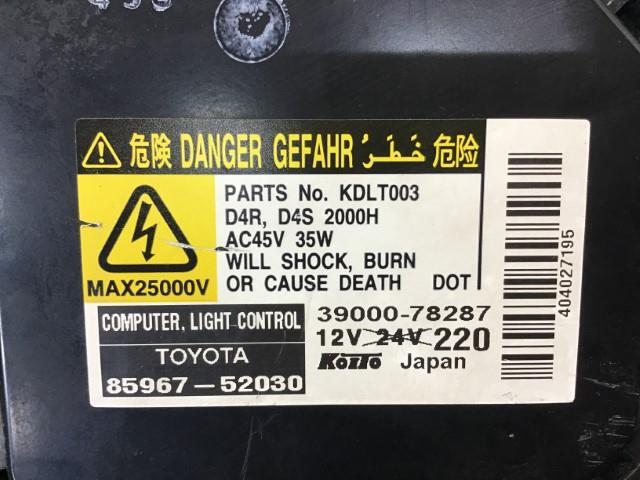 危険 DANGER GEFAHR خَطَرُ 危险
PARTS No. KDLT003
D4R, D4S 2000H
AC45V 35W
WILL SHOCK, BURN
OR CAUSE DEATH DOT
MAX25000V
COMPUTER, LIGHT CONTROL
TOYOTA
85967-52030
39000-78287
12V 24V 220
KOITO Japan
404027195